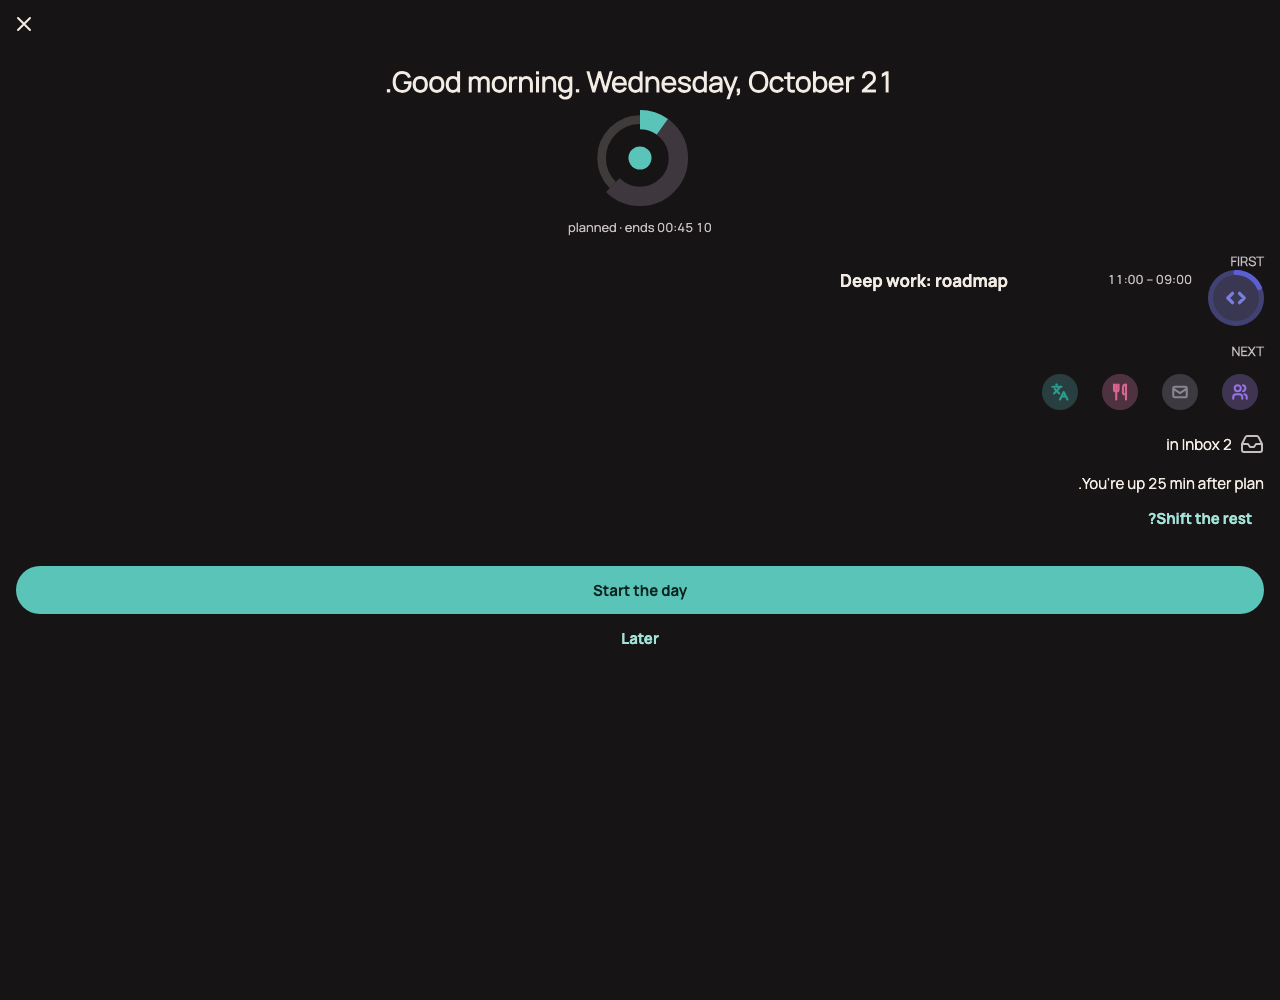 .Good morning. Wednesday, October 21
planned · ends 00:45 10
FIRST
11:00 – 09:00
Deep work: roadmap
NEXT
in Inbox 2
.You're up 25 min after plan
?Shift the rest
Start the day
Later